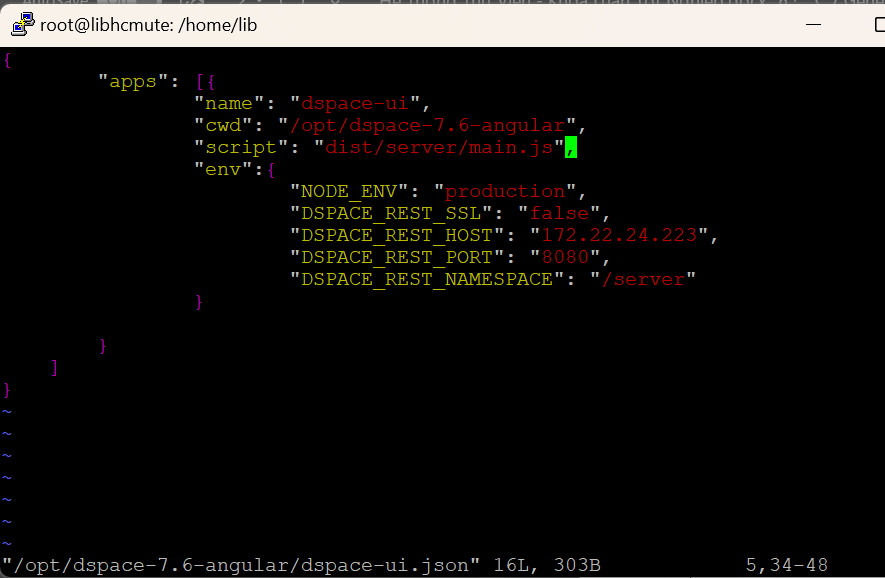 root@libhcmute: /home/lib
{
"apps": [{
"name": "dspace-ui",
"cwd": "/opt/dspace-7.6-angular",
"script": "dist/server/main.js",
"env":{
"NODE_ENV": "production",
"DSPACE_REST_SSL": "false",
"DSPACE_REST_HOST": "172.22.24.223",
"DSPACE_REST_PORT": "8080",
"DSPACE_REST_NAMESPACE": "/server"
}
}
]
}
~
~
~
~
~
~
~
"/opt/dspace-7.6-angular/dspace-ui.json" 16L, 303B 5,34-48